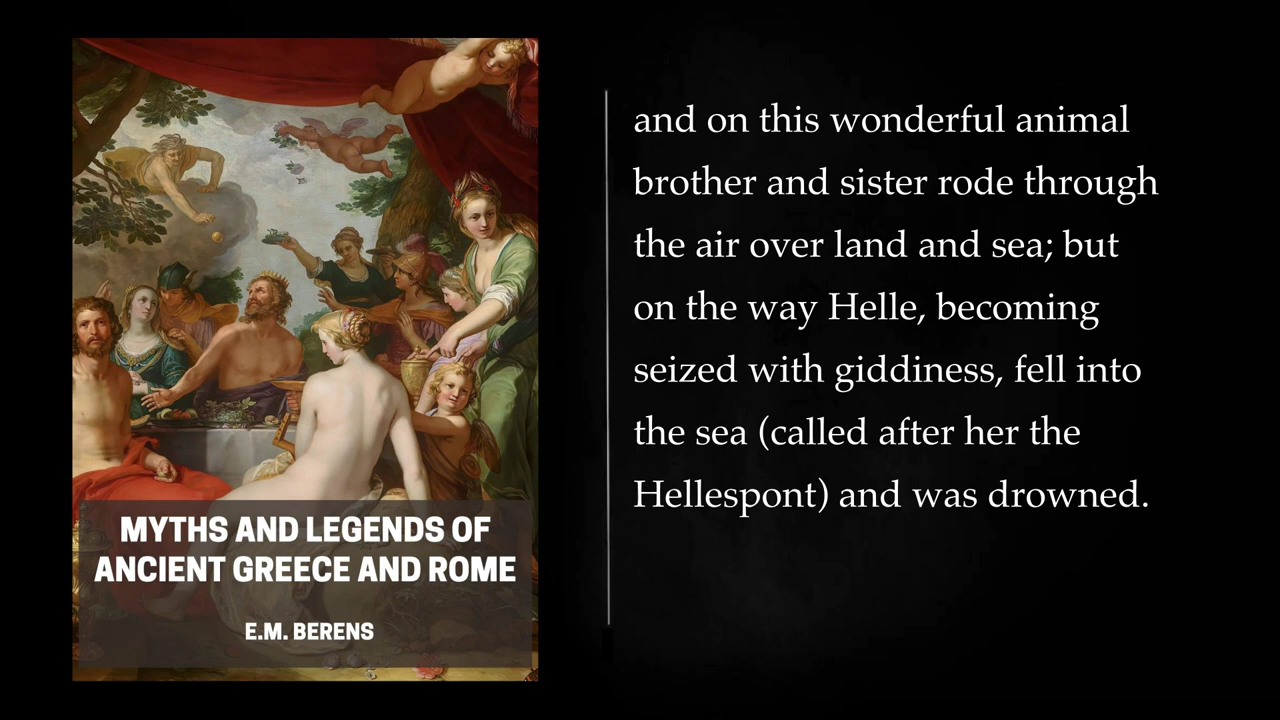 MYTHS AND LEGENDS OF
ANCIENT GREECE AND ROME
E.M. BERENS
and on this wonderful animal
brother and sister rode through
the air over land and sea; but
on the way Helle, becoming
seized with giddiness, fell into
the sea (called after her the
Hellespont) and was drowned.